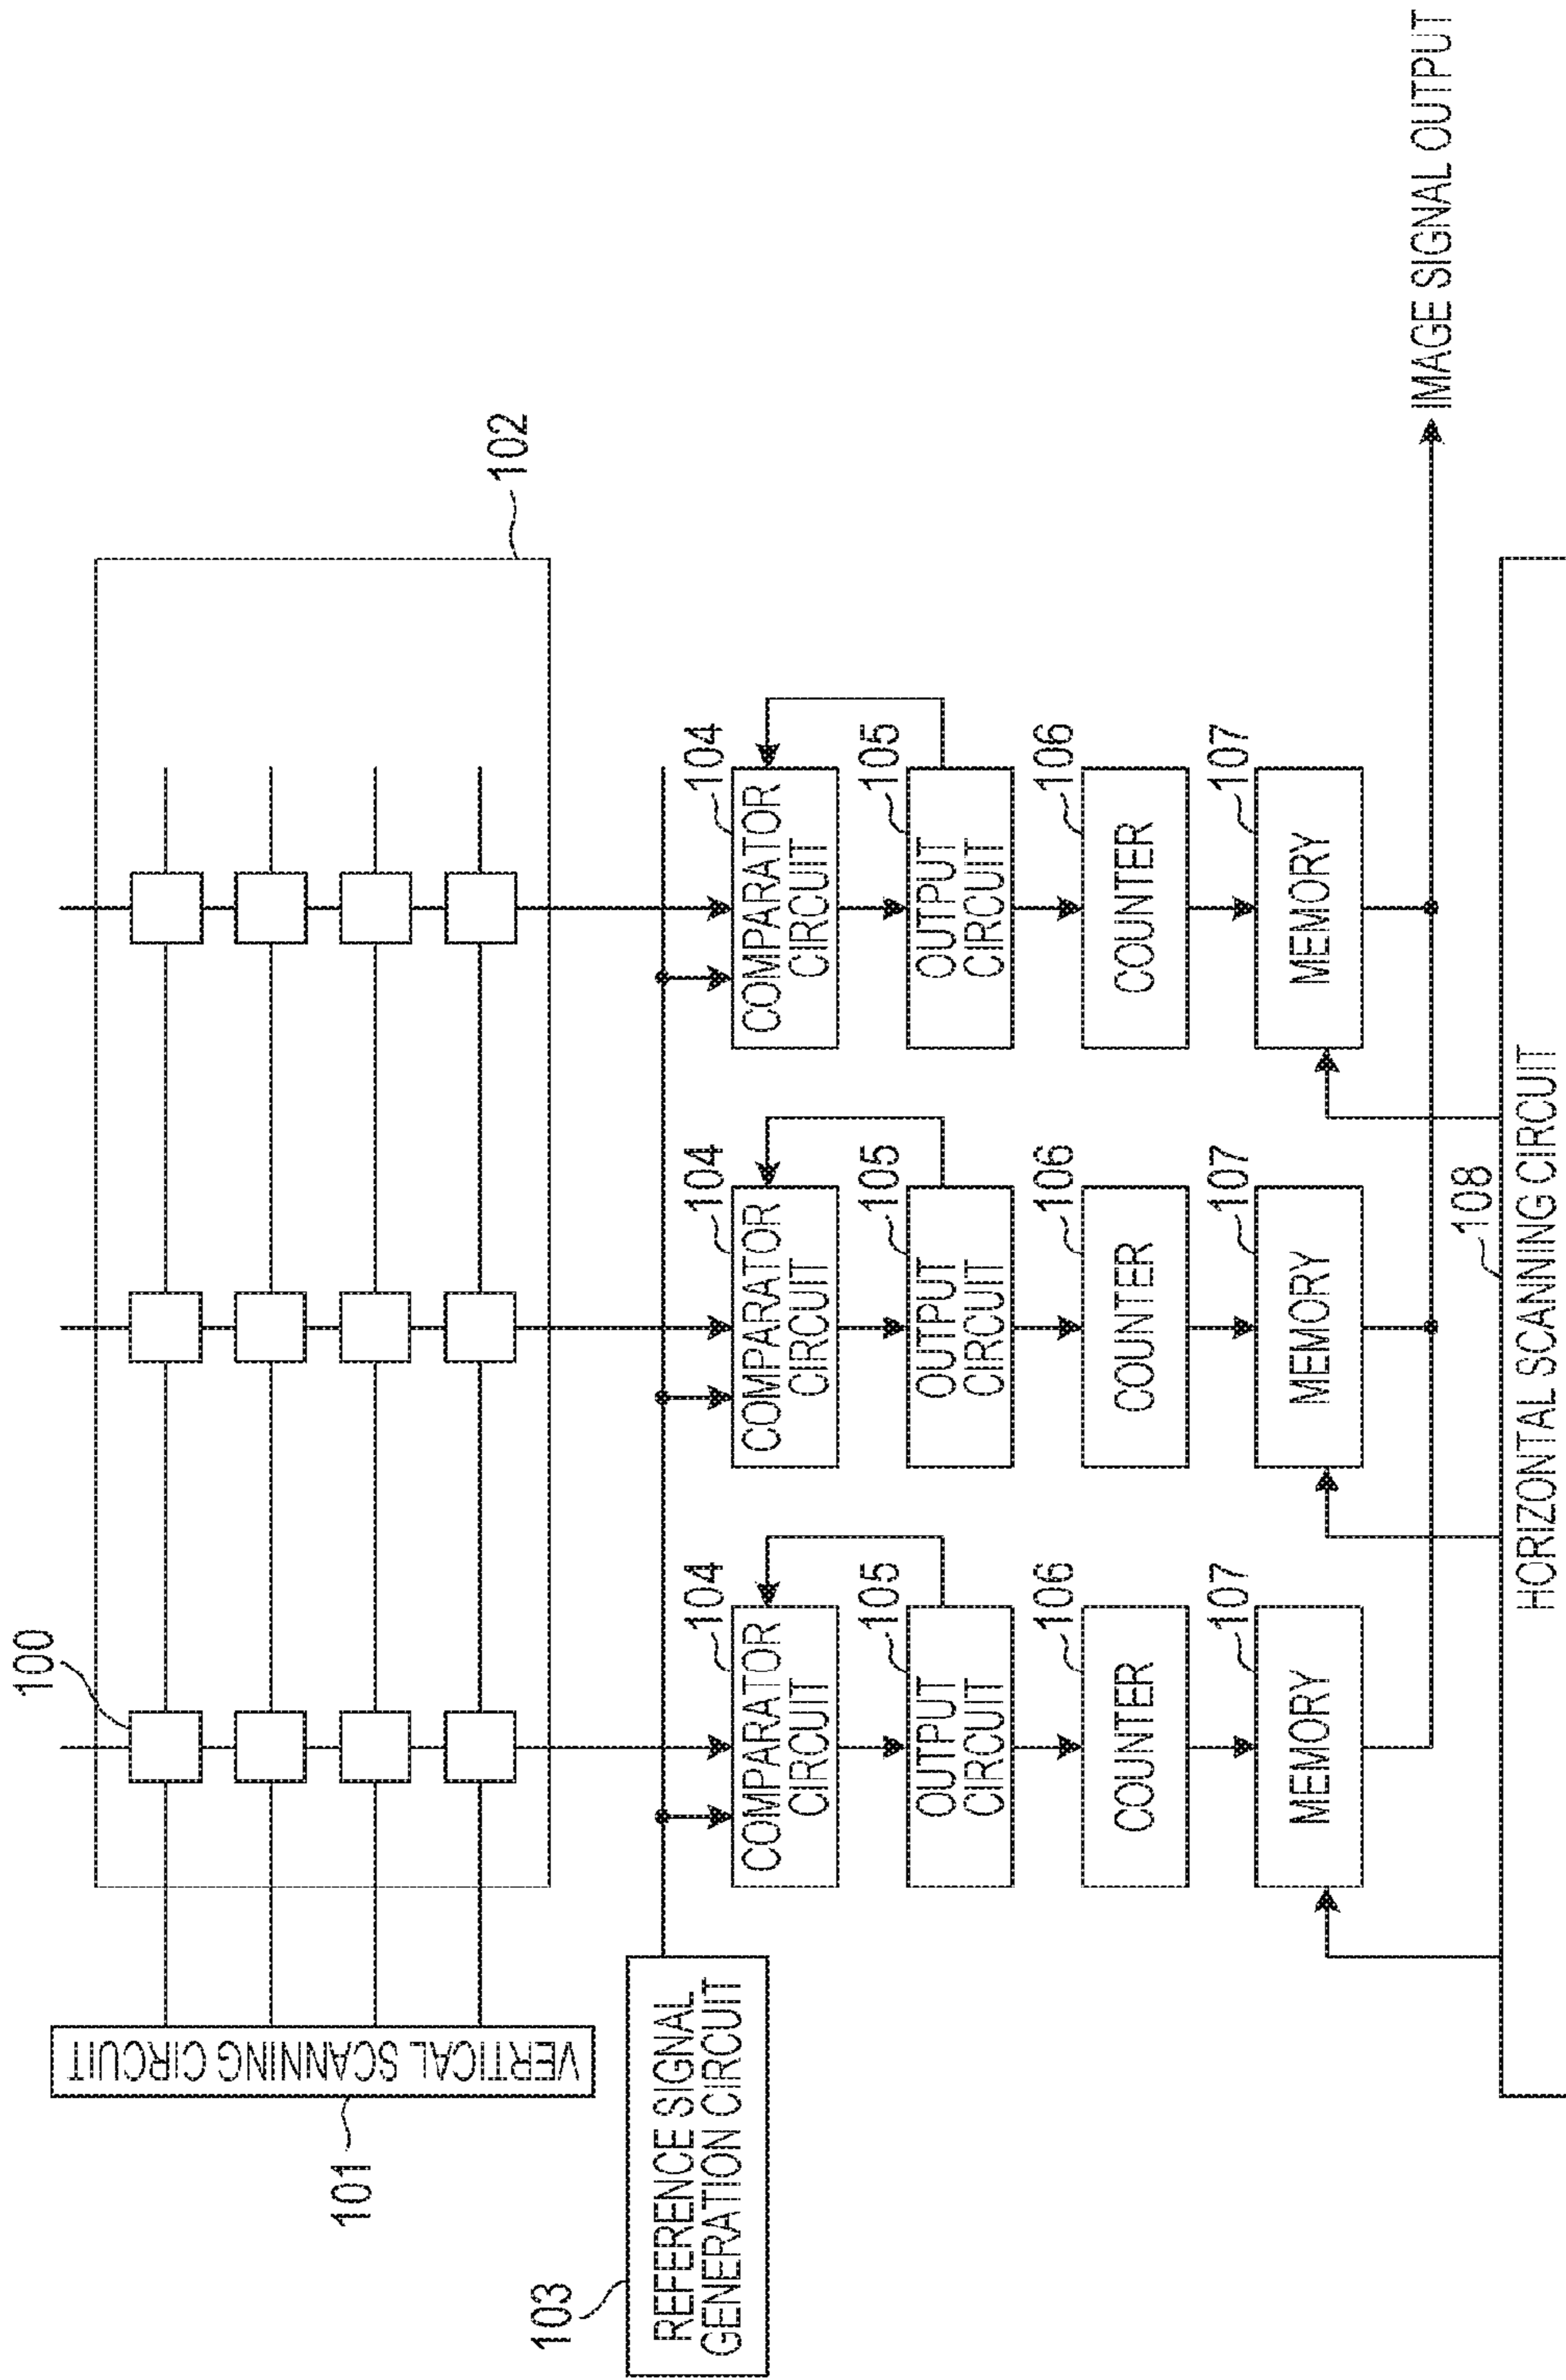 100
102
101
VERTICAL SCANNING CIRCUIT
103
REFERENCE SIGNAL
GENERATION CIRCUIT
104
COMPARATOR
CIRCUIT
104
COMPARATOR
CIRCUIT
104
COMPARATOR
CIRCUIT
105
OUTPUT
CIRCUIT
105
OUTPUT
CIRCUIT
105
OUTPUT
CIRCUIT
106
COUNTER
106
COUNTER
106
COUNTER
107
MEMORY
107
MEMORY
107
MEMORY
IMAGE SIGNAL OUTPUT
108
HORIZONTAL SCANNING CIRCUIT